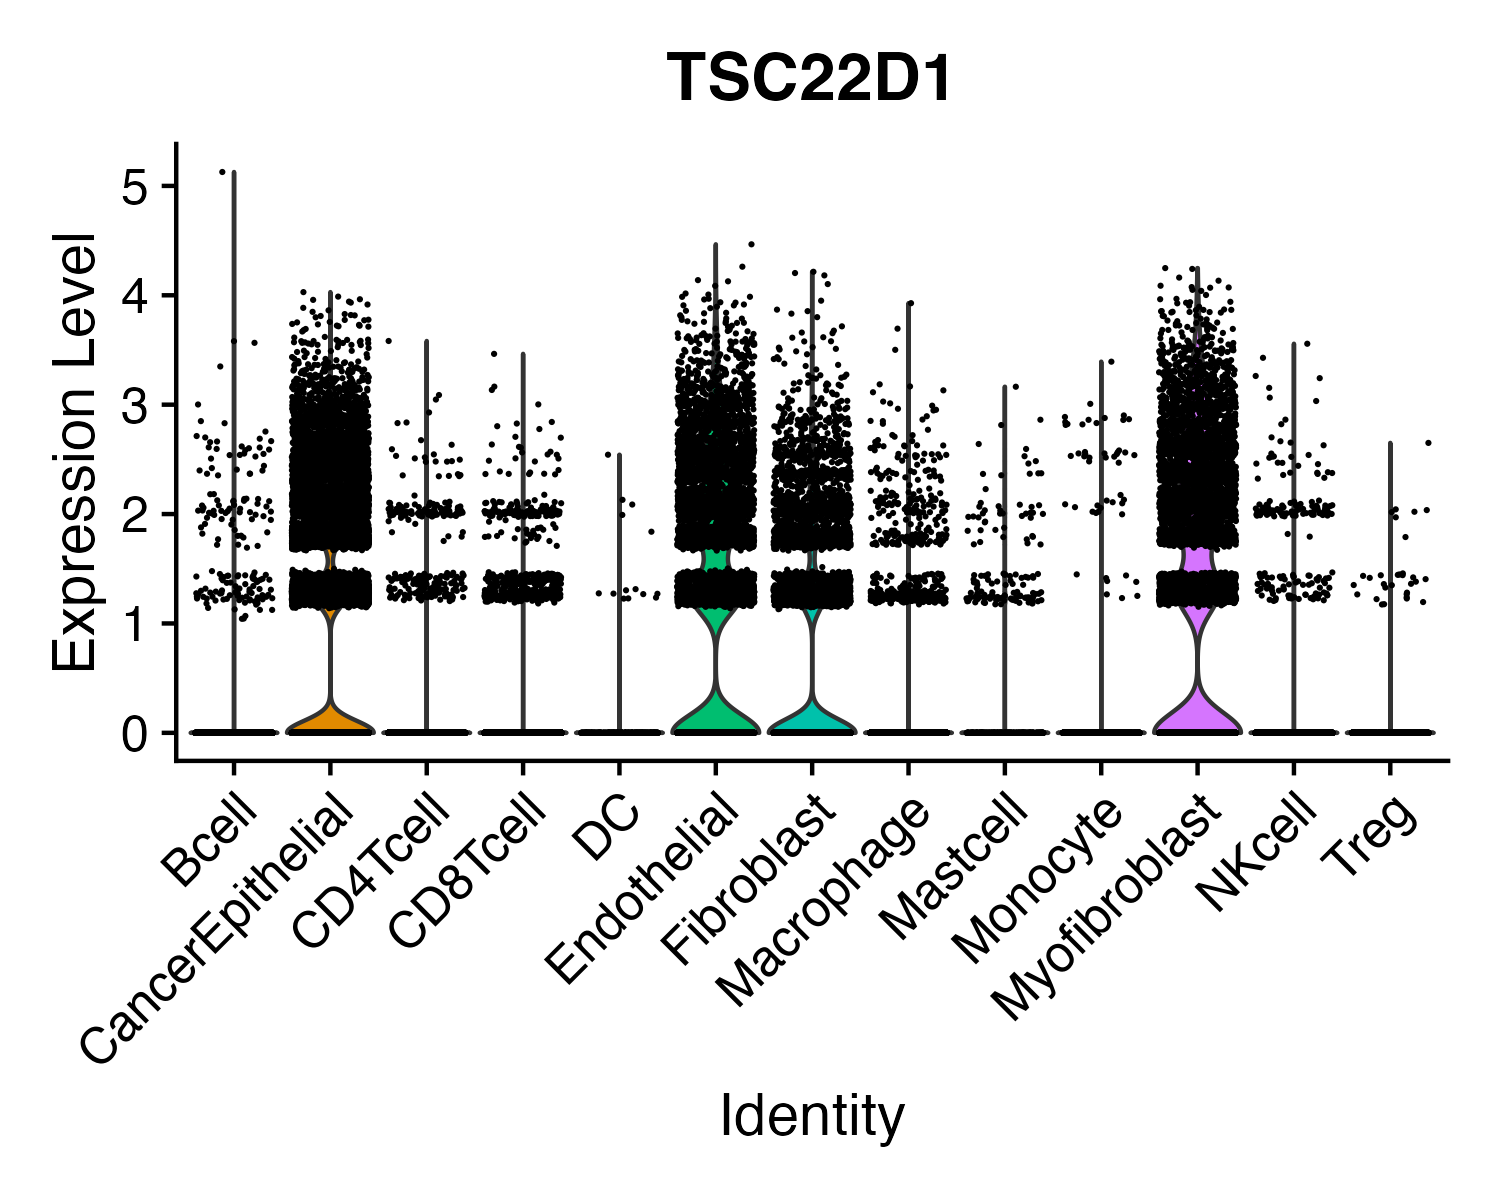 TSC22D1
Expression Level
5
4
3
2
1
0
Bcell
CancerEpithelial
CD4Tcell
CD8Tcell
DC
Endothelial
Fibroblast
Macrophage
Mastcell
Monocyte
Myofibroblast
NKcell
Treg
Identity